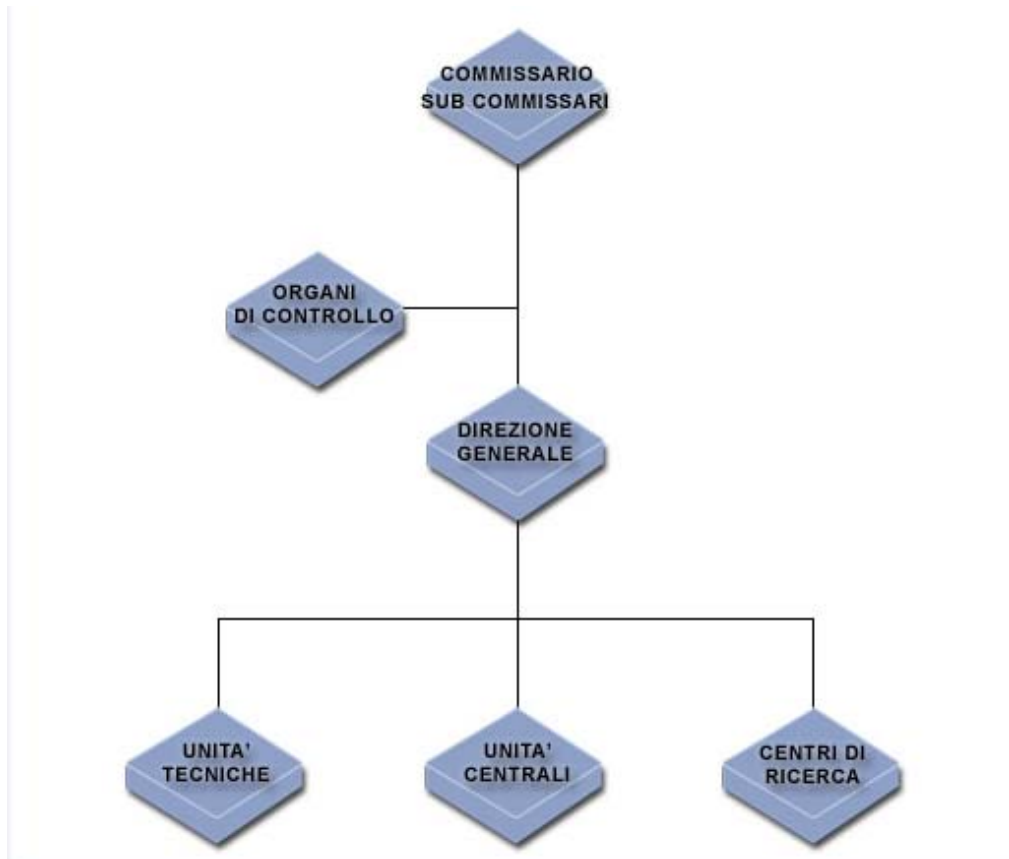 COMMISSARIO
SUB COMMISSARI
ORGANI
DI CONTROLLO
DIREZIONE
GENERALE
UNITA’
TECNICHE
UNITA’
CENTRALI
CENTRI DI
RICERCA